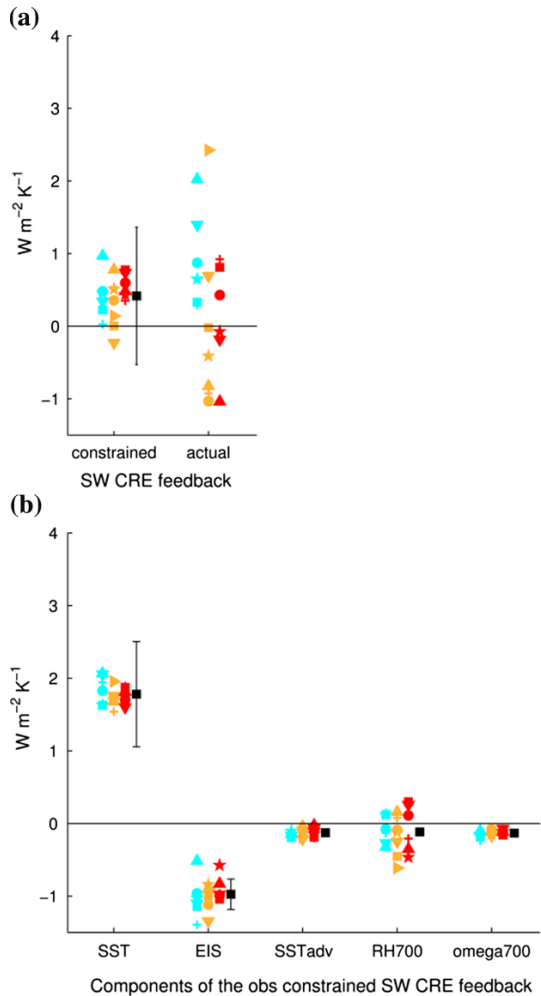 (a)
4
3
2
1
0
−1
W m−2 K−1
constrained actual
SW CRE feedback
(b)
4
3
2
1
0
−1
W m−2 K−1
SST EIS SSTadv RH700 omega700
Components of the obs constrained SW CRE feedback